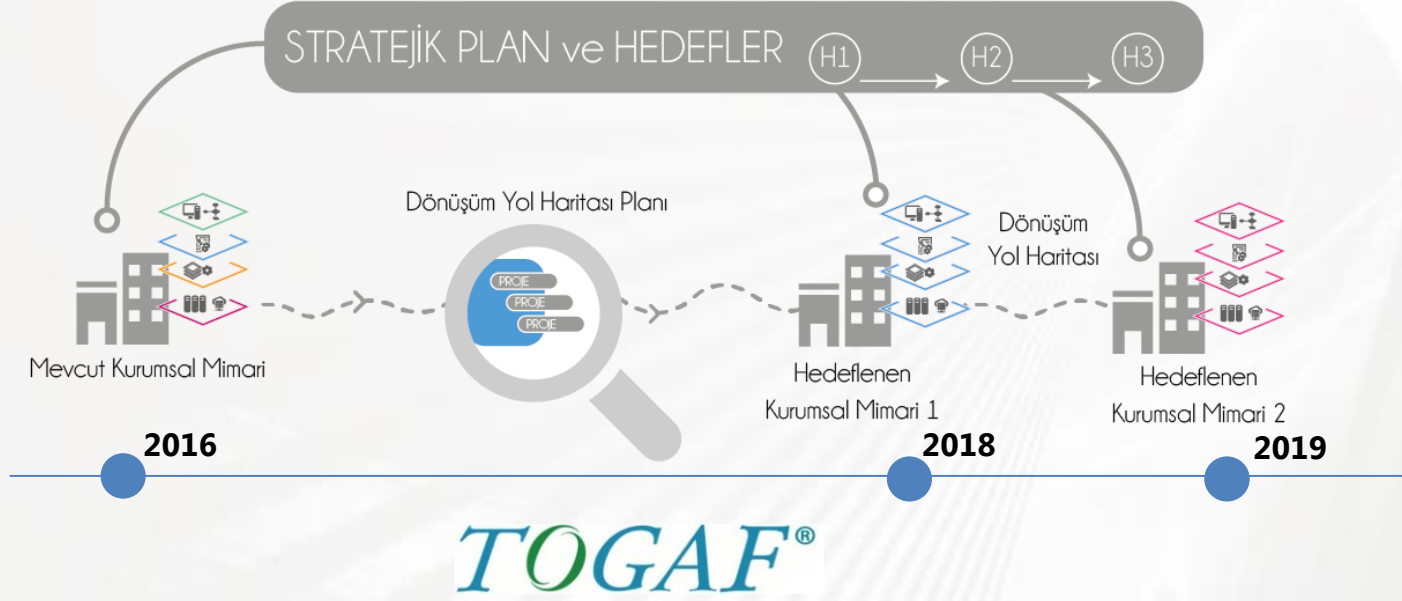 STRATEJİK PLAN ve HEDEFLER H1 H2 H3
Dönüşüm Yol Haritası Planı
Dönüşüm
Yol Haritası
PROJE
PROJE
PROJE
Mevcut Kurumsal Mimari
Hedeflenen
Kurumsal Mimari 1
Hedeflenen
Kurumsal Mimari 2
2016
2018
2019
TOGAF®